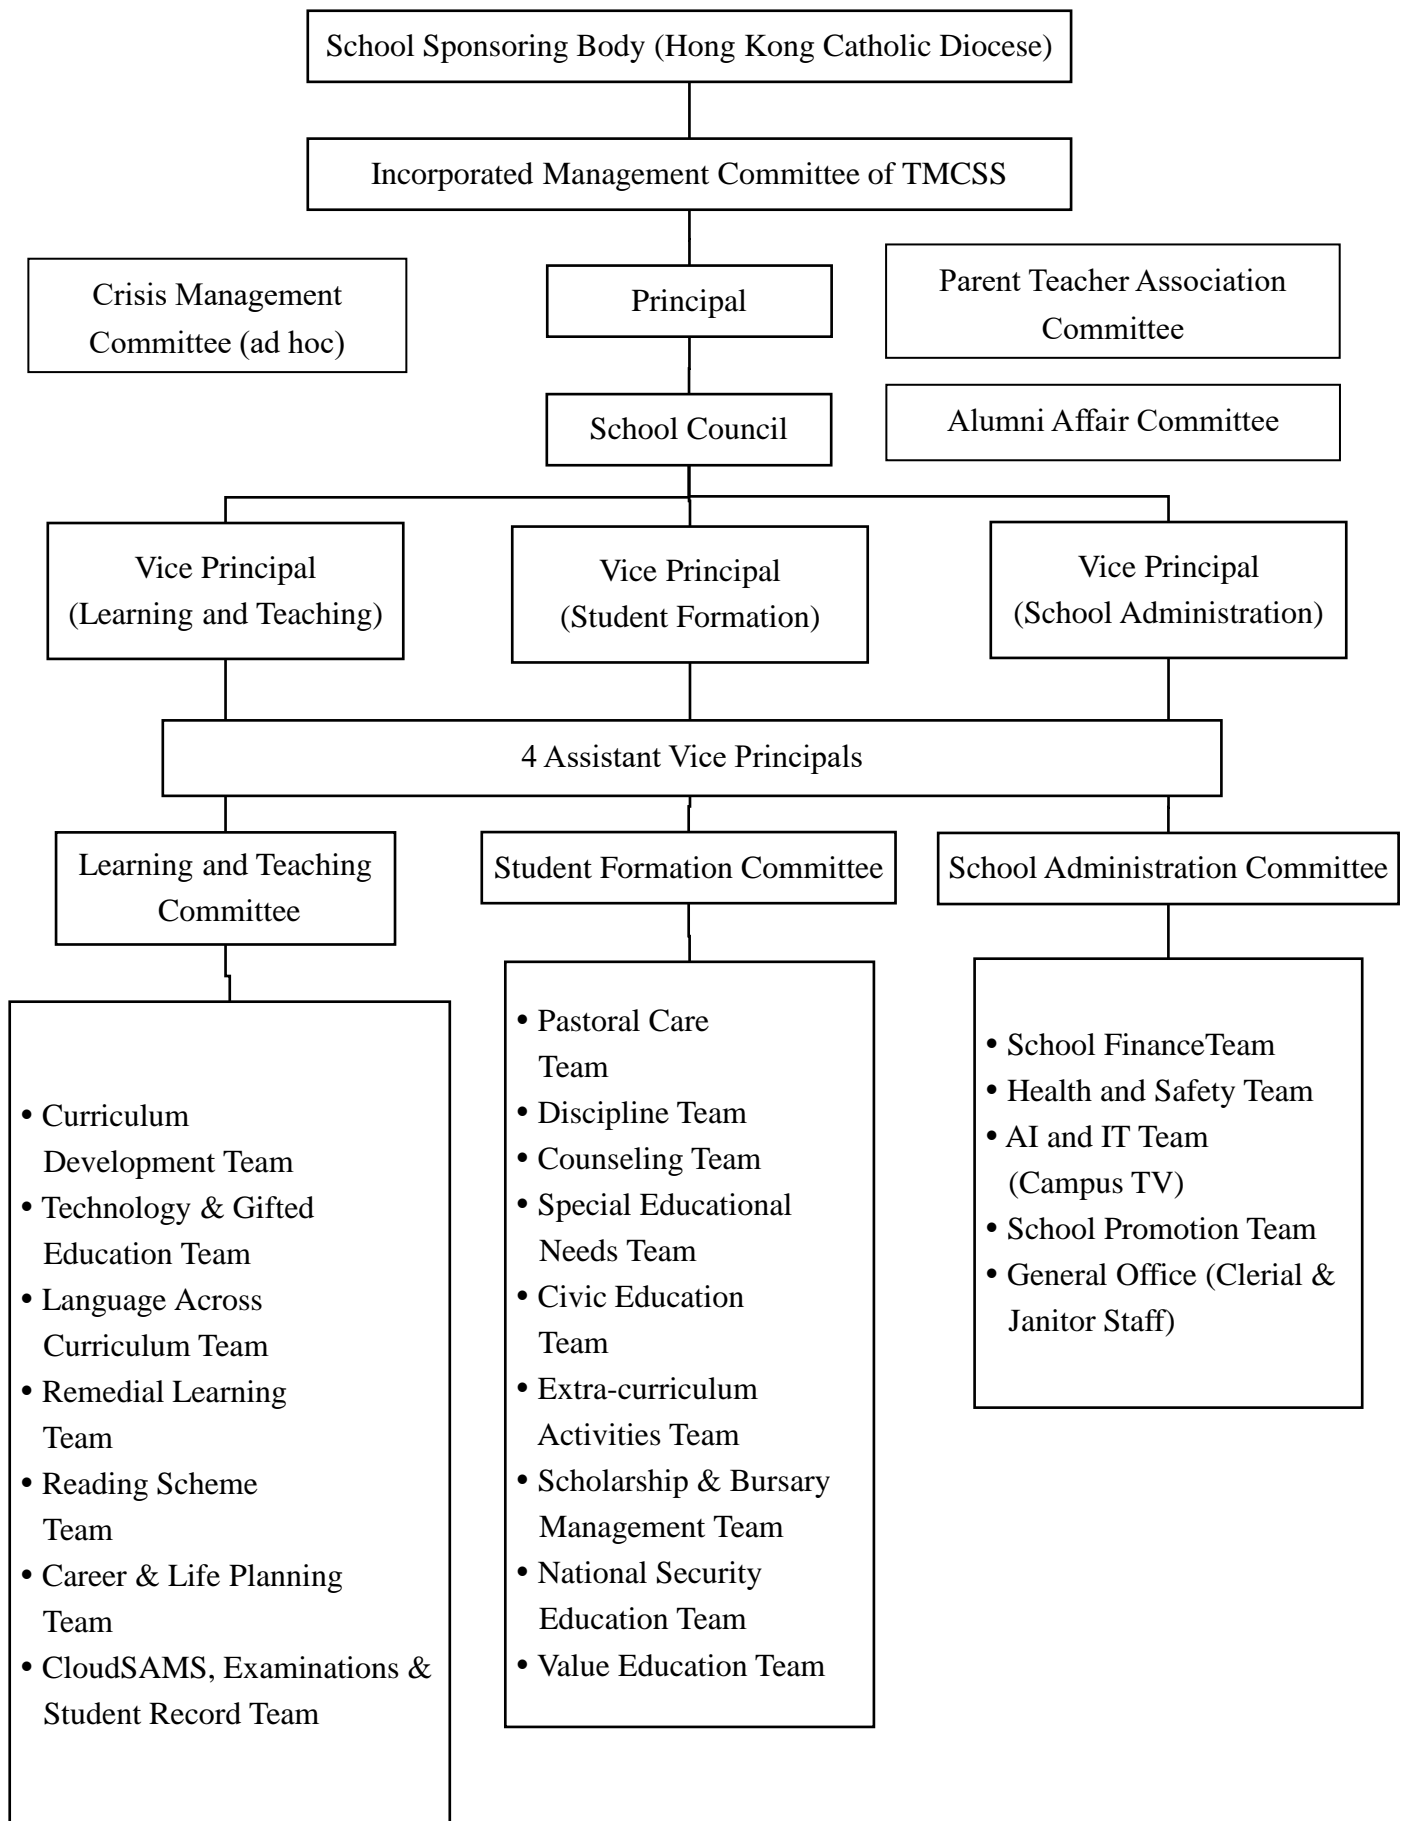 School Sponsoring Body (Hong Kong Catholic Diocese)
Incorporated Management Committee of TMCSS
Crisis Management
Committee (ad hoc)
Principal
Parent Teacher Association
Committee
School Council
Alumni Affair Committee
Vice Principal
(Learning and Teaching)
Vice Principal
(Student Formation)
Vice Principal
(School Administration)
4 Assistant Vice Principals
Learning and Teaching
Committee
Student Formation Committee
School Administration Committee
• Curriculum
Development Team
• Technology & Gifted
Education Team
• Language Across
Curriculum Team
• Remedial Learning
Team
• Reading Scheme
Team
• Career & Life Planning
Team
• CloudSAMS, Examinations &
Student Record Team
• Pastoral Care
Team
• Discipline Team
• Counseling Team
• Special Educational
Needs Team
• Civic Education
Team
• Extra-curriculum
Activities Team
• Scholarship & Bursary
Management Team
• National Security
Education Team
• Value Education Team
• School FinanceTeam
• Health and Safety Team
• AI and IT Team
(Campus TV)
• School Promotion Team
• General Office (Clerial &
Janitor Staff)